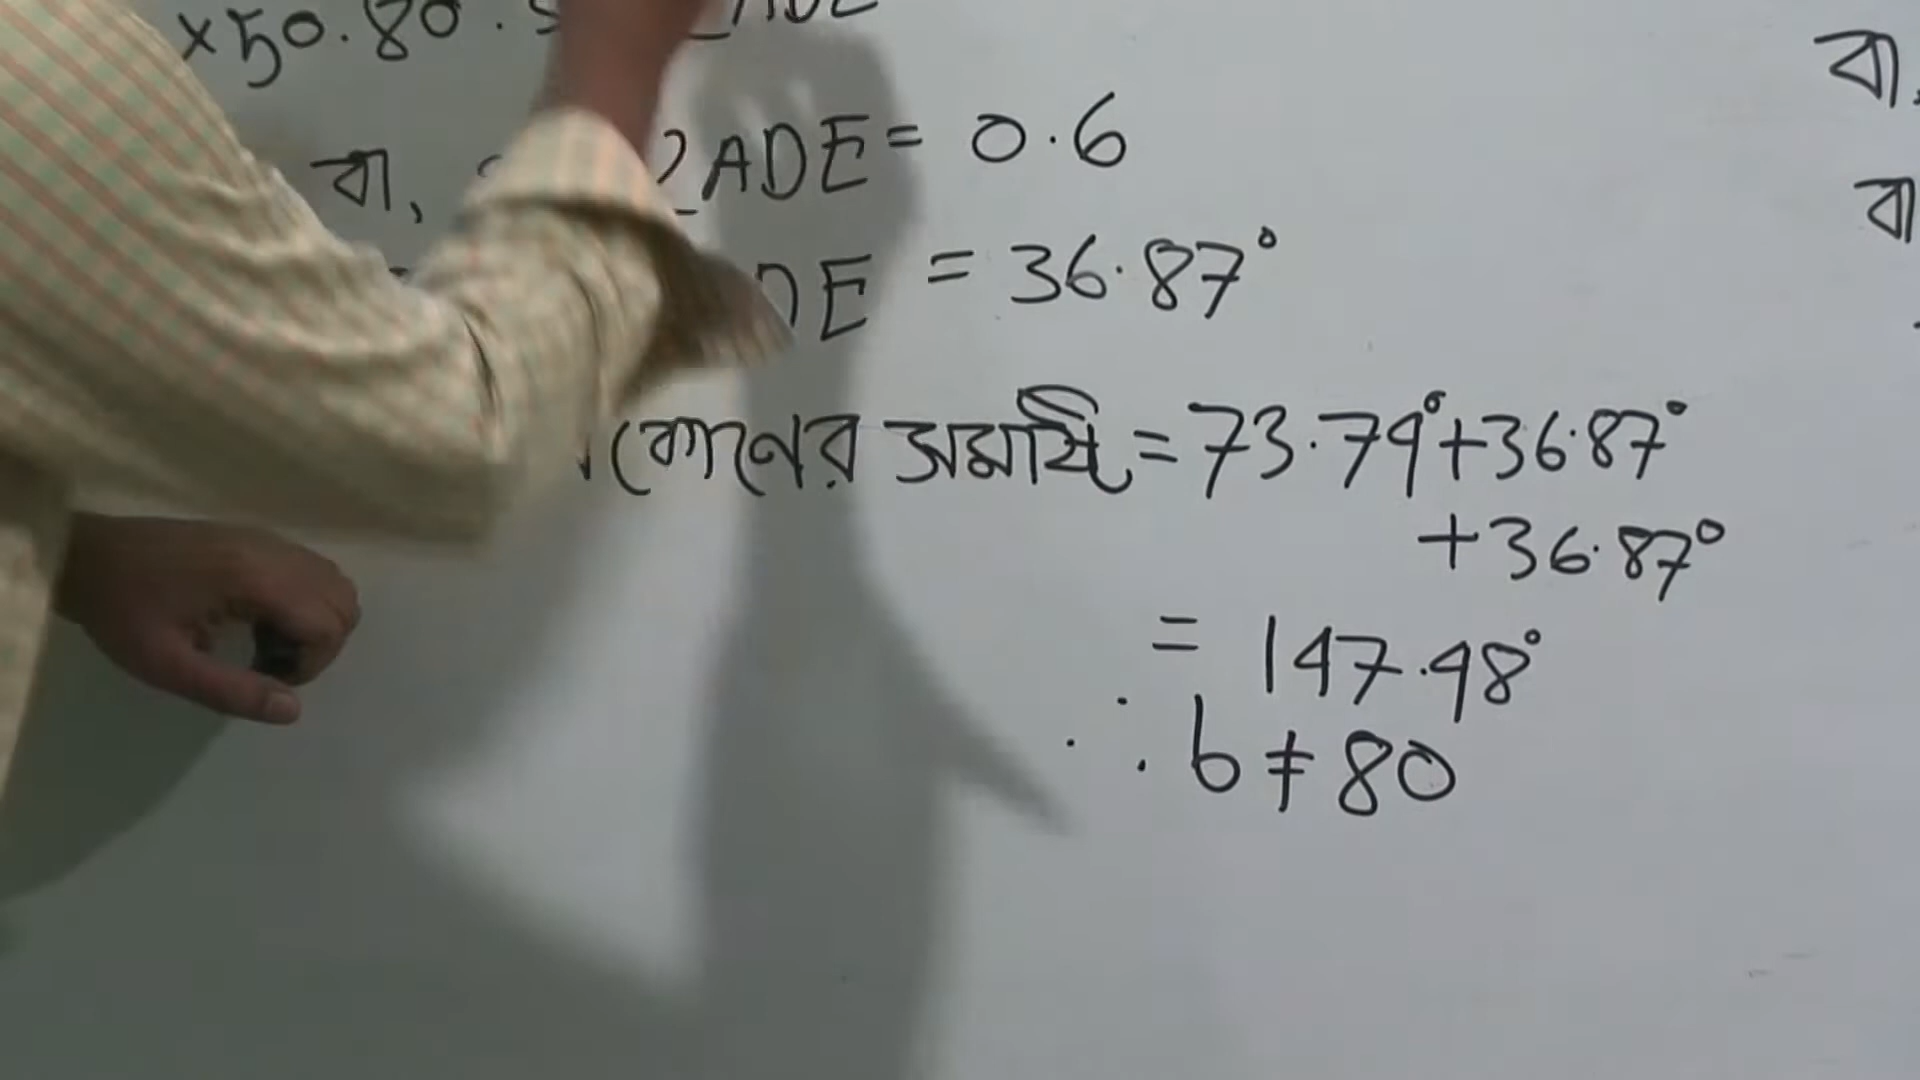 ×50.80.
বা, ∠ADE = 0.6
DE = 36.87°
কোণের সমষ্টি = 73.79° + 36.87°
+ 36.87°
= 147.98°
∴ b ≠ 80
বা,
বা